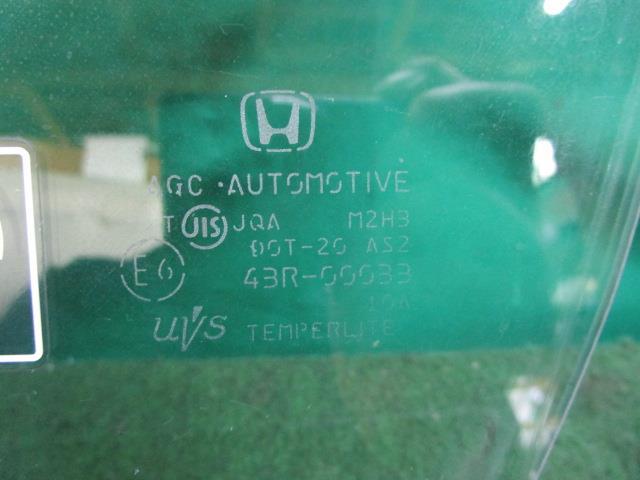 H
AGC・AUTOMOTIVE
T JIS JQA M2H3
DOT-20 AS2
E6 43R-00033
10A
UVS TEMPERLITE